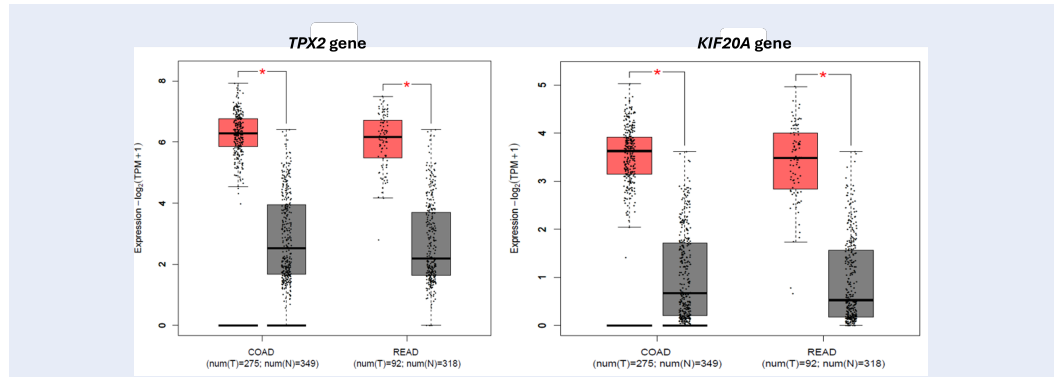 TPX2 gene
Expression – log₂(TPM + 1)
8
6
4
2
0
*
*
COAD
(num(T)=275; num(N)=349)
READ
(num(T)=92; num(N)=318)
KIF20A gene
Expression – log₂(TPM + 1)
5
4
3
2
1
0
*
*
COAD
(num(T)=275; num(N)=349)
READ
(num(T)=92; num(N)=318)